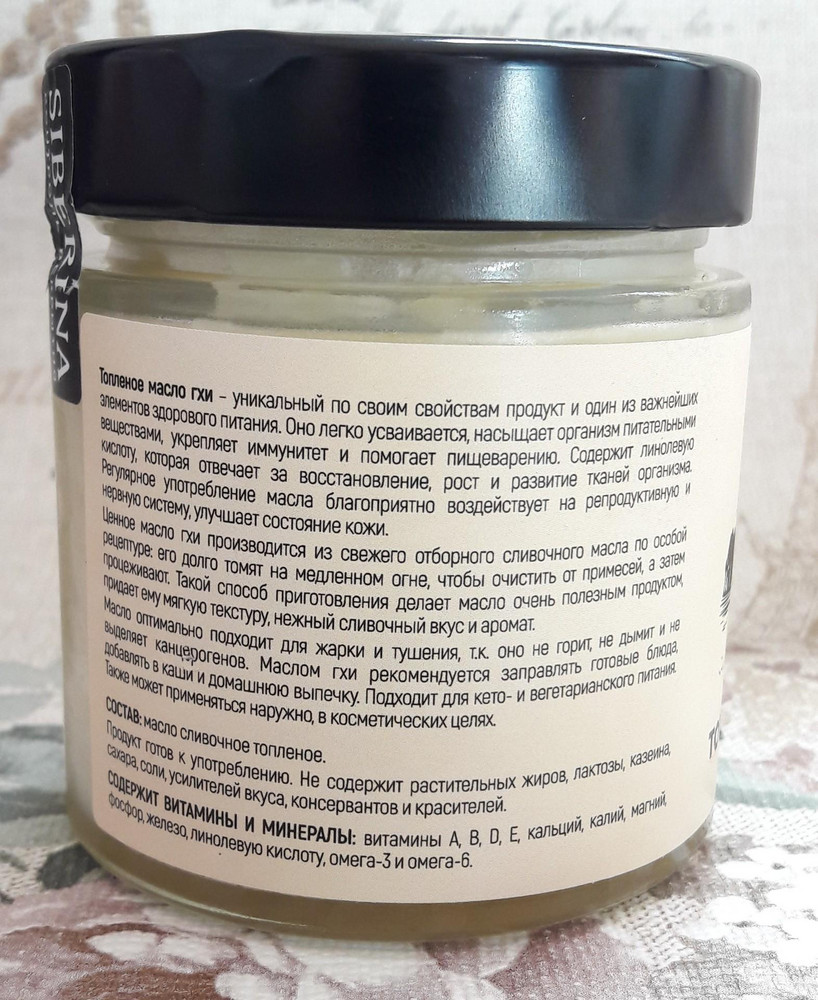 SIBERINA
Топленое масло гхи – уникальный по своим свойствам продукт и один из важнейших
элементов здорового питания. Оно легко усваивается, насыщает организм питательными
веществами, укрепляет иммунитет и помогает пищеварению. Содержит линолевую
кислоту, которая отвечает за восстановление, рост и развитие тканей организма.
Регулярное употребление масла благоприятно воздействует на репродуктивную и
нервную систему, улучшает состояние кожи.
Ценное масло гхи производится из свежего отборного сливочного масла по особой
рецептуре: его долго томят на медленном огне, чтобы очистить от примесей, а затем
процеживают. Такой способ приготовления делает масло очень полезным продуктом,
придает ему мягкую текстуру, нежный сливочный вкус и аромат.
Масло оптимально подходит для жарки и тушения, т.к. оно не горит, не дымит и не
выделяет канцерогенов. Маслом гхи рекомендуется заправлять готовые блюда,
добавлять в каши и домашнюю выпечку. Подходит для кето- и вегетарианского питания.
Также может применяться наружно, в косметических целях.
СОСТАВ: масло сливочное топленое.
Продукт готов к употреблению. Не содержит растительных жиров, лактозы, казеина,
сахара, соли, усилителей вкуса, консервантов и красителей.
СОДЕРЖИТ ВИТАМИНЫ И МИНЕРАЛЫ: витамины A, B, D, E, кальций, калий, магний,
фосфор, железо, линолевую кислоту, омега-3 и омега-6.